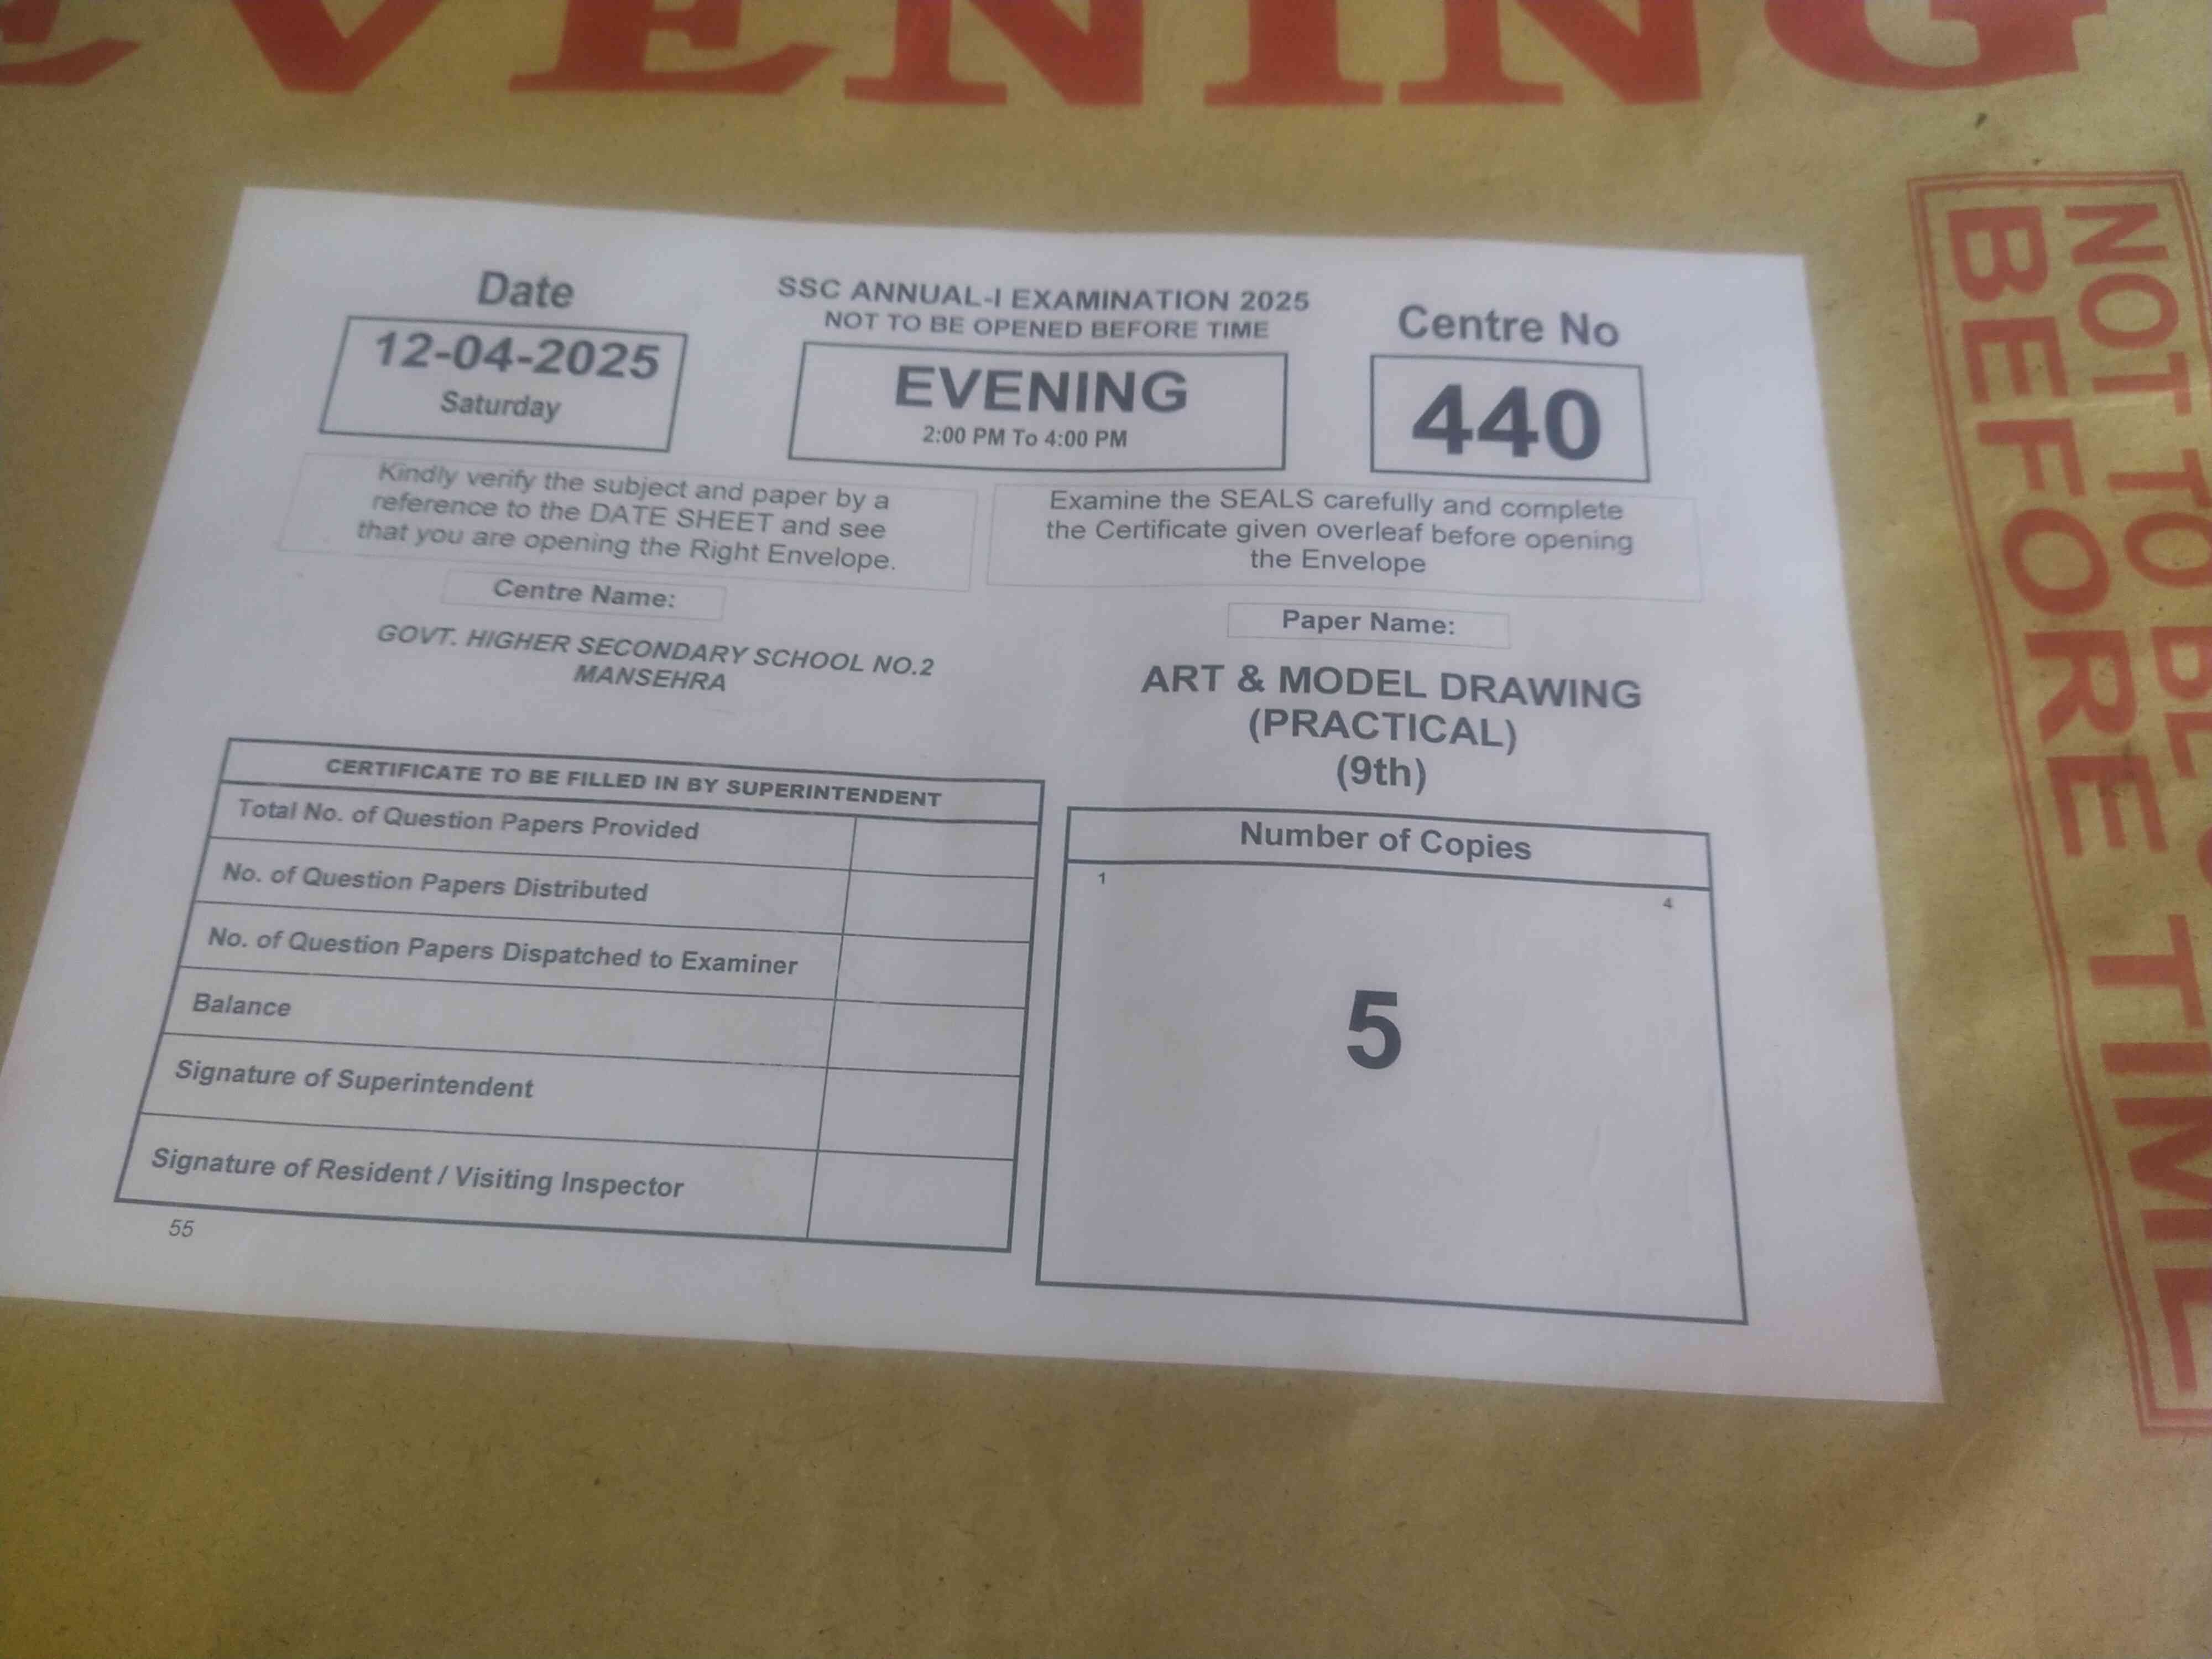 EVENING
Date
12-04-2025
Saturday
SSC ANNUAL-I EXAMINATION 2025
NOT TO BE OPENED BEFORE TIME
EVENING
2:00 PM To 4:00 PM
Centre No
440
Kindly verify the subject and paper by a
reference to the DATE SHEET and see
that you are opening the Right Envelope.
Examine the SEALS carefully and complete
the Certificate given overleaf before opening
the Envelope
Centre Name:
GOVT. HIGHER SECONDARY SCHOOL NO.2
MANSEHRA
Paper Name:
ART & MODEL DRAWING
(PRACTICAL)
(9th)
CERTIFICATE TO BE FILLED IN BY SUPERINTENDENT
Total No. of Question Papers Provided
No. of Question Papers Distributed
No. of Question Papers Dispatched to Examiner
Balance
Signature of Superintendent
Signature of Resident / Visiting Inspector
55
Number of Copies
1
4
5
NOT TO BE
BEFORE TIME